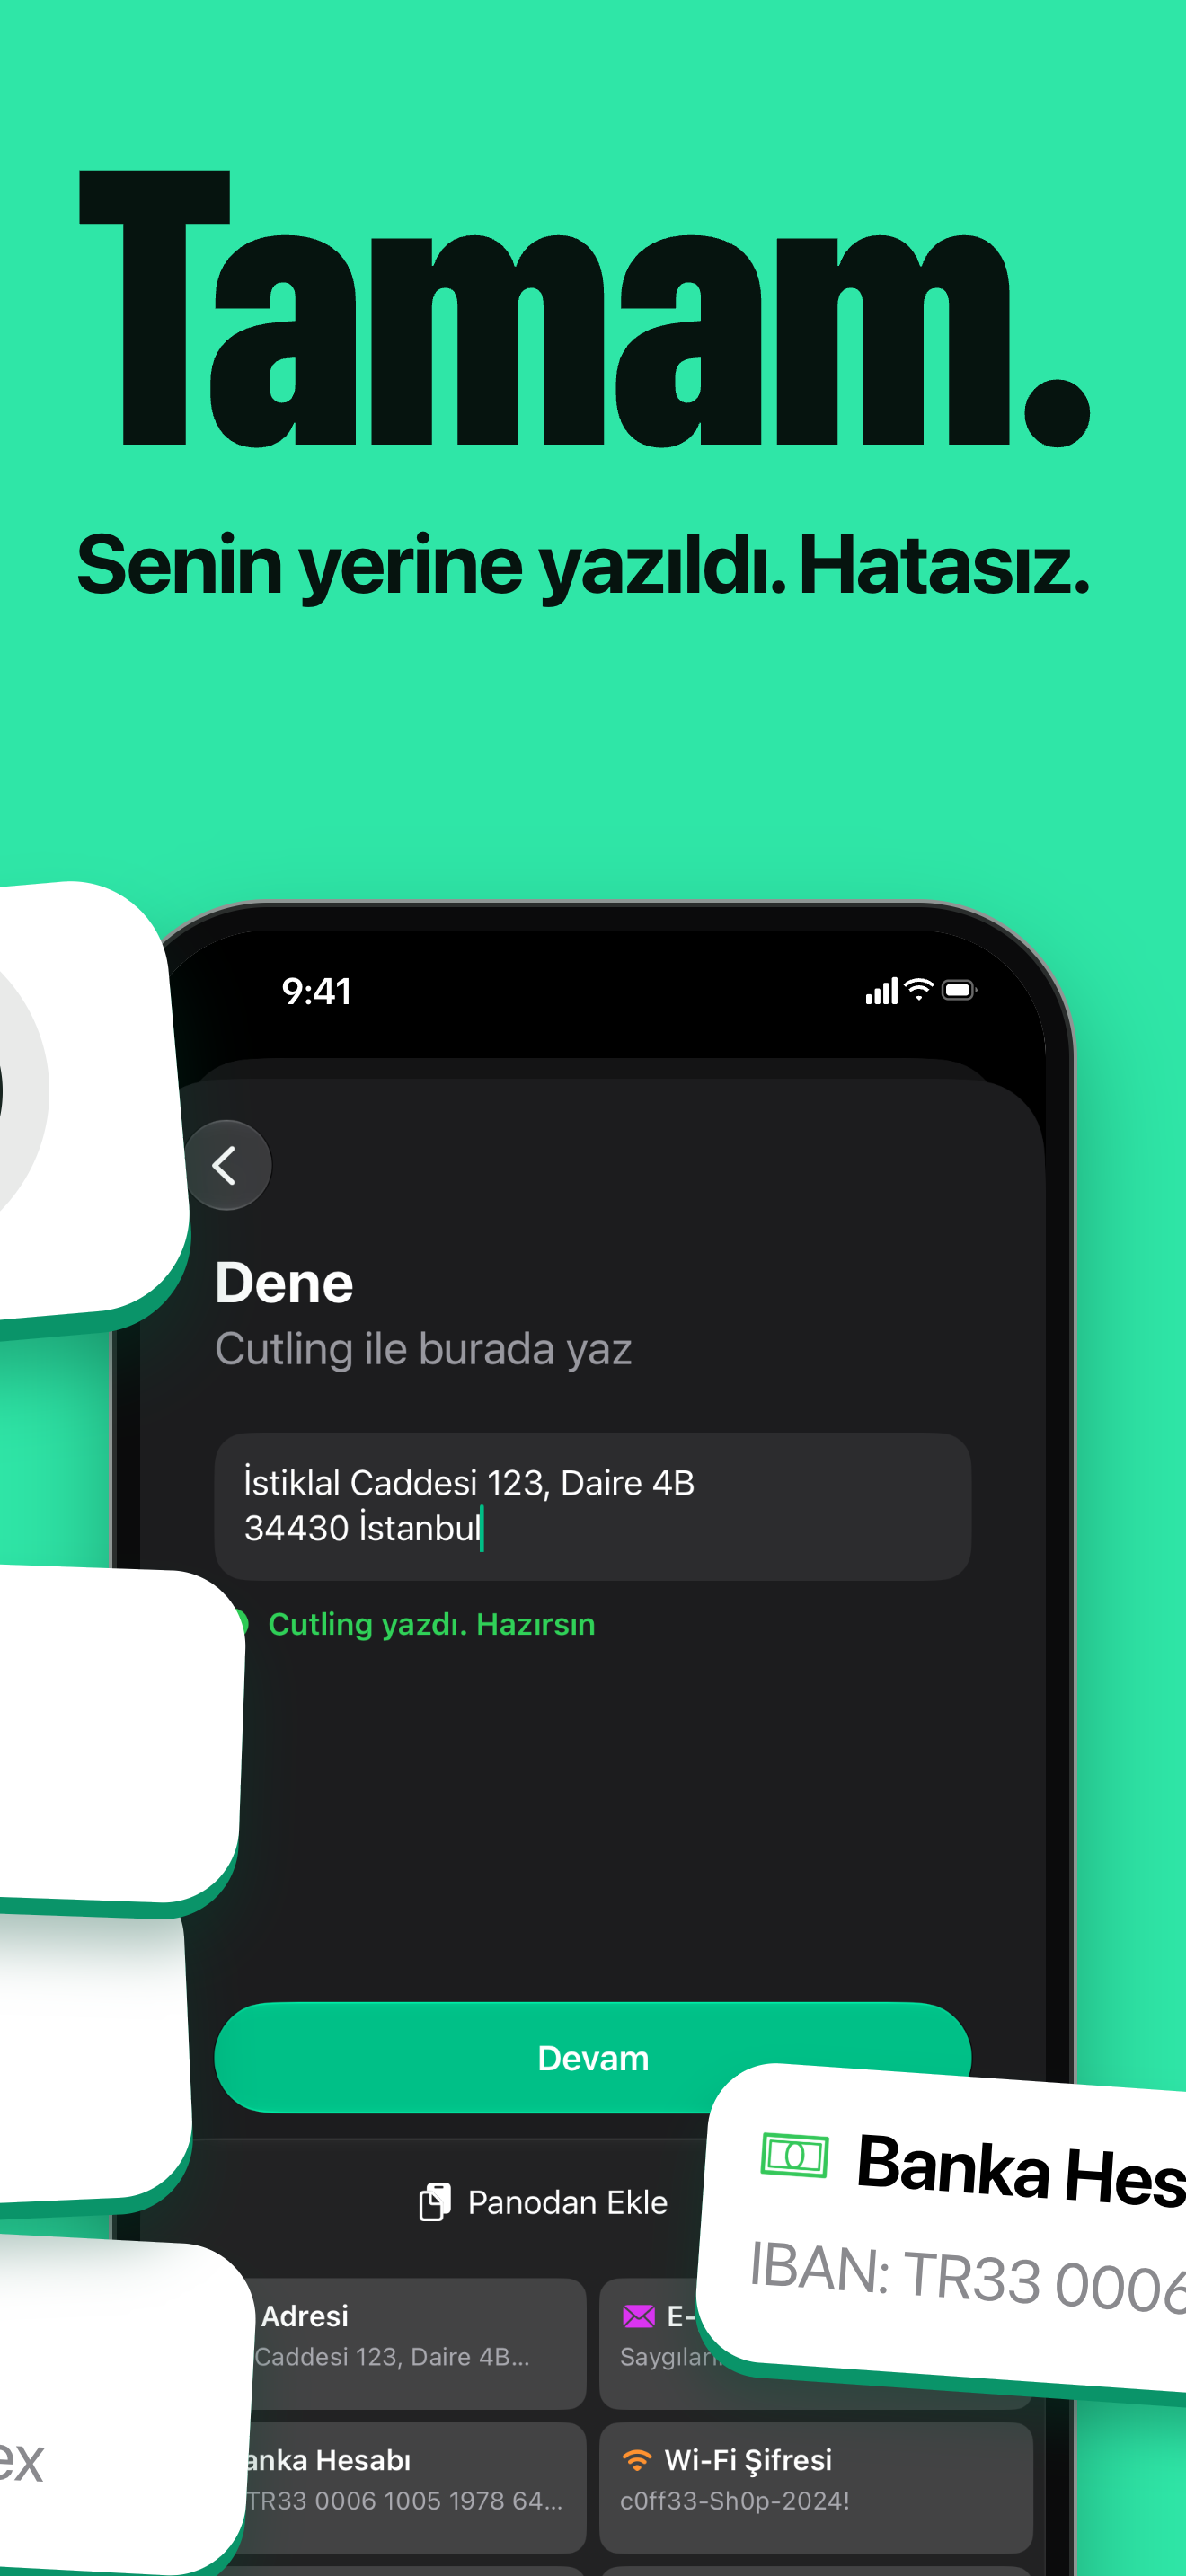 Tamam.
Senin yerine yazıldı. Hatasız.
9:41
Dene
Cutling ile burada yaz
İstiklal Caddesi 123, Daire 4B
34430 İstanbul
Cutling yazdı. Hazırsın
Devam
Banka Hes
IBAN: TR33 0006
Panodan Ekle
Adresi
Caddesi 123, Daire 4B...
E-
Saygılar
anka Hesabı
TR33 0006 1005 1978 64...
Wi-Fi Şifresi
c0ff33-Sh0p-2024!
ex